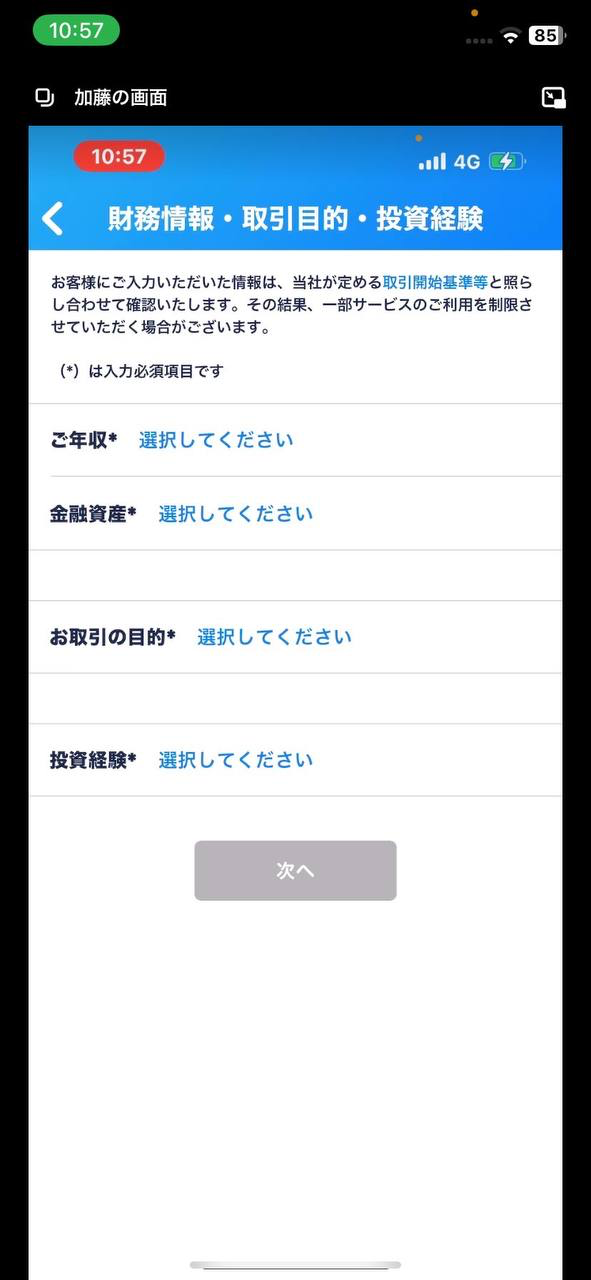 10:57
85
加藤の画面
10:57
4G
財務情報・取引目的・投資経験
お客様にご入力いただいた情報は、当社が定める取引開始基準等と照ら
し合わせて確認いたします。その結果、一部サービスのご利用を制限さ
せていただく場合がございます。
（*）は入力必須項目です
ご年収* 選択してください
金融資産* 選択してください
お取引の目的* 選択してください
投資経験* 選択してください
次へ